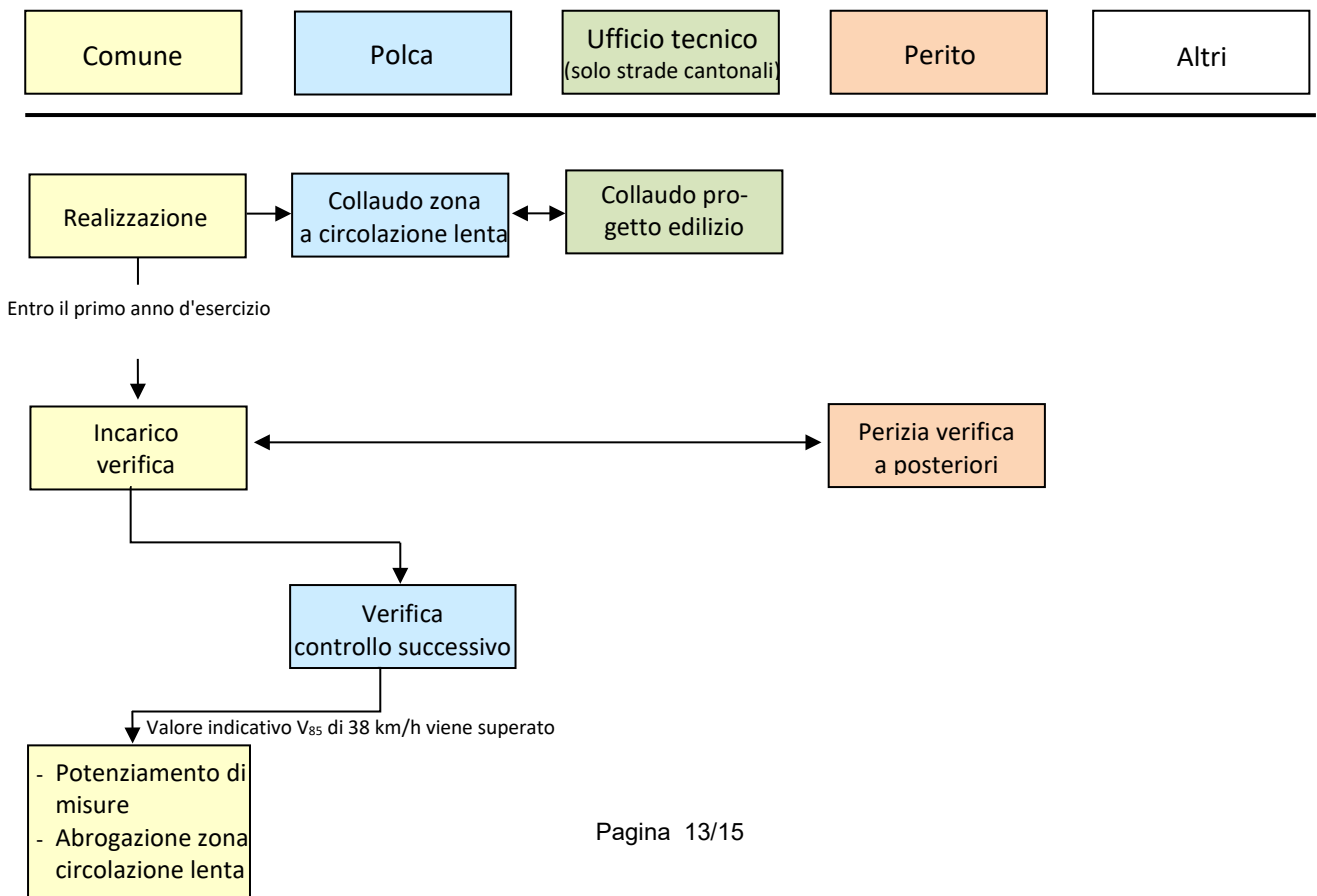 Comune
Polca
Ufficio tecnico
(solo strade cantonali)
Perito
Altri
Realizzazione
Collaudo zona
a circolazione lenta
Collaudo pro-
getto edilizio
Entro il primo anno d'esercizio
Incarico
verifica
Perizia verifica
a posteriori
Verifica
controllo successivo
Valore indicativo V₈₅ di 38 km/h viene superato
- Potenziamento di
misure
- Abrogazione zona
circolazione lenta
Pagina 13/15